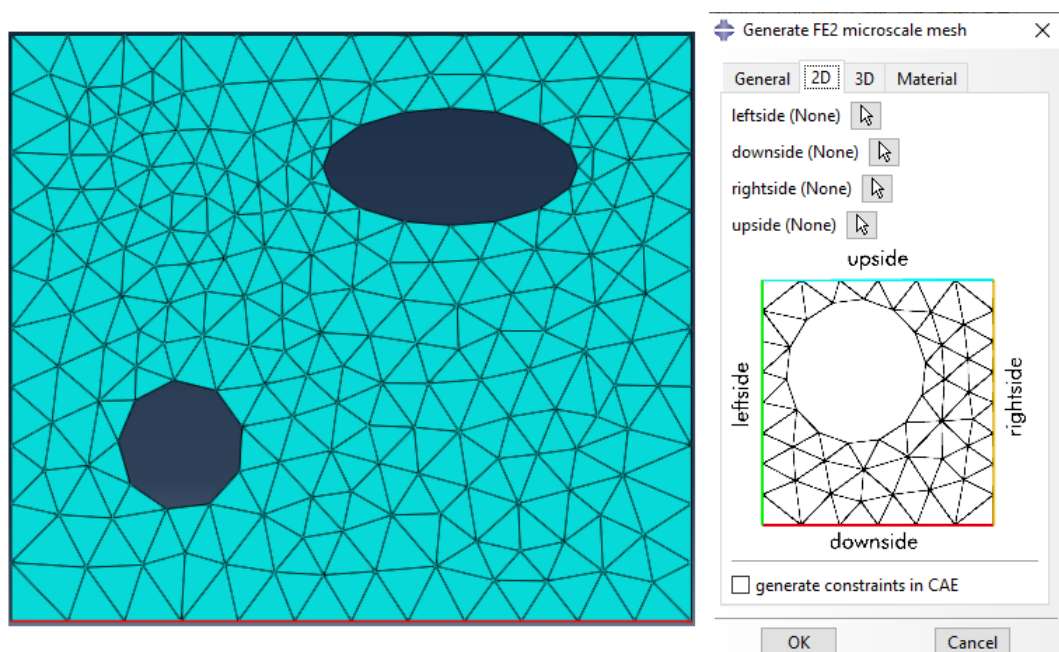 Generate FE2 microscale mesh
General 2D 3D Material
leftside (None)
downside (None)
rightside (None)
upside (None)
upside
leftside
rightside
downside
generate constraints in CAE
OK Cancel